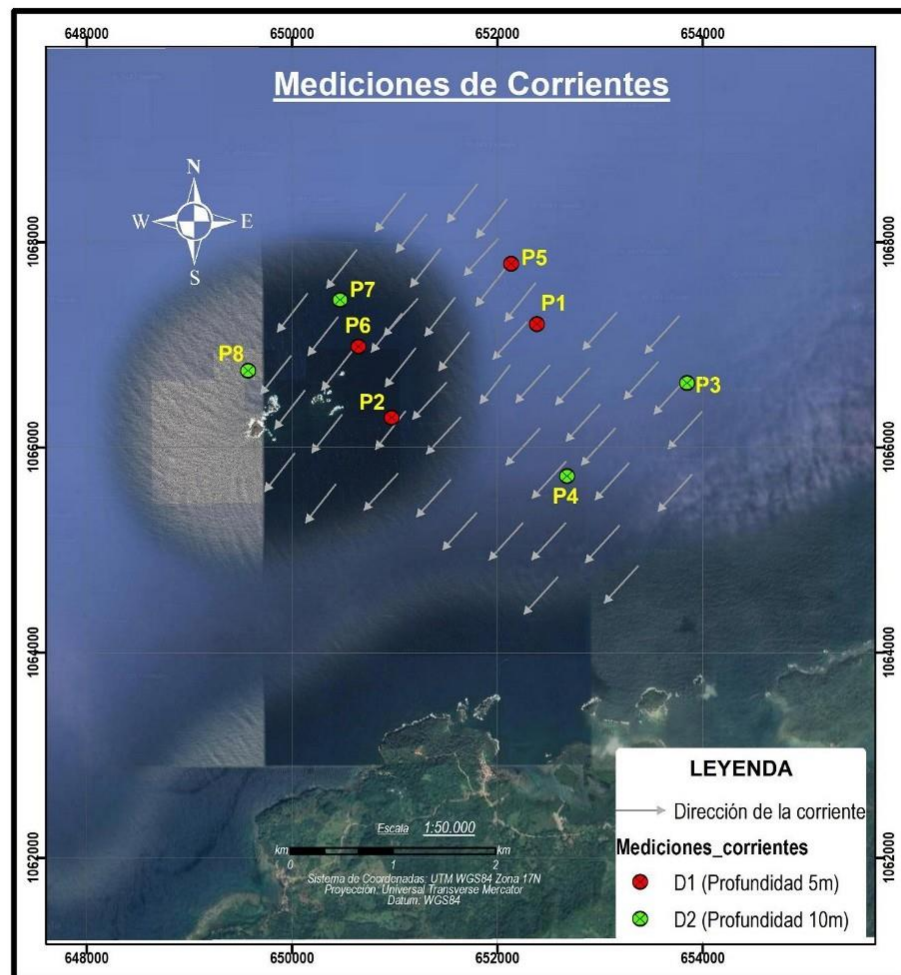 648000 650000 652000 654000
Mediciones de Corrientes
N
W E
S
1068000 1068000
P5
P7
P1
P6
P8
P3
P2
1066000 1066000
P4
1064000 1064000
LEYENDA
Dirección de la corriente
Escala 1:50.000
Mediciones_corrientes
km km
0 1 2
1062000 1062000
Sistema de Coordenadas: UTM WGS84 Zona 17N
Proyección: Universal Transverse Mercator
Datum: WGS84
D1 (Profundidad 5m)
D2 (Profundidad 10m)
648000 650000 652000 654000